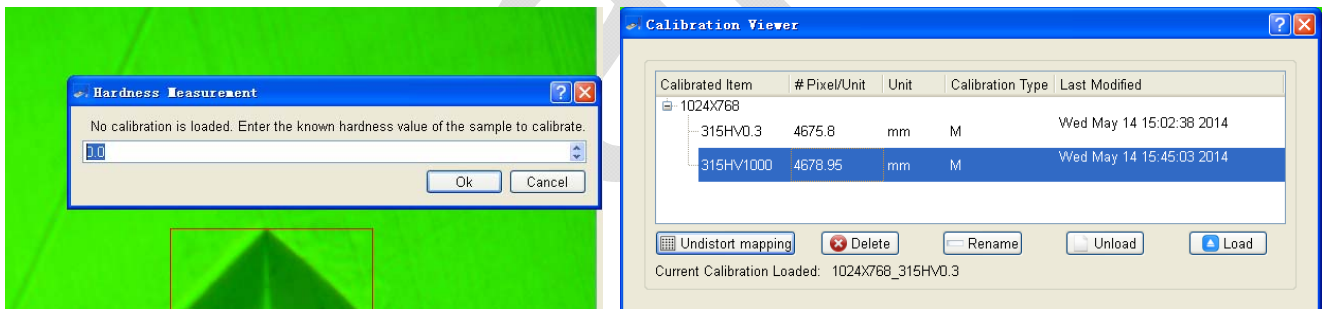 Hardness Measurement
No calibration is loaded. Enter the known hardness value of the sample to calibrate.
0.0
Ok Cancel
Calibration Viewer
Calibrated Item # Pixel/Unit Unit Calibration Type Last Modified
1024X768
315HV0.3 4675.8 mm M Wed May 14 15:02:38 2014
315HV1000 4678.95 mm M Wed May 14 15:45:03 2014
Undistort mapping Delete Rename Unload Load
Current Calibration Loaded: 1024X768_315HV0.3